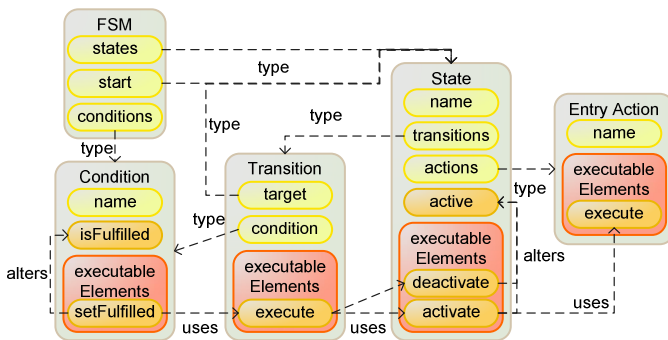 FSM
states
start
conditions
type
type
Condition
name
isFulfilled
executable
Elements
setFulfilled
alters
uses
type
Transition
target
condition
type
executable
Elements
execute
uses
type
State
name
transitions
actions
active
executable
Elements
deactivate
activate
type
alters
uses
Entry Action
name
executable
Elements
execute